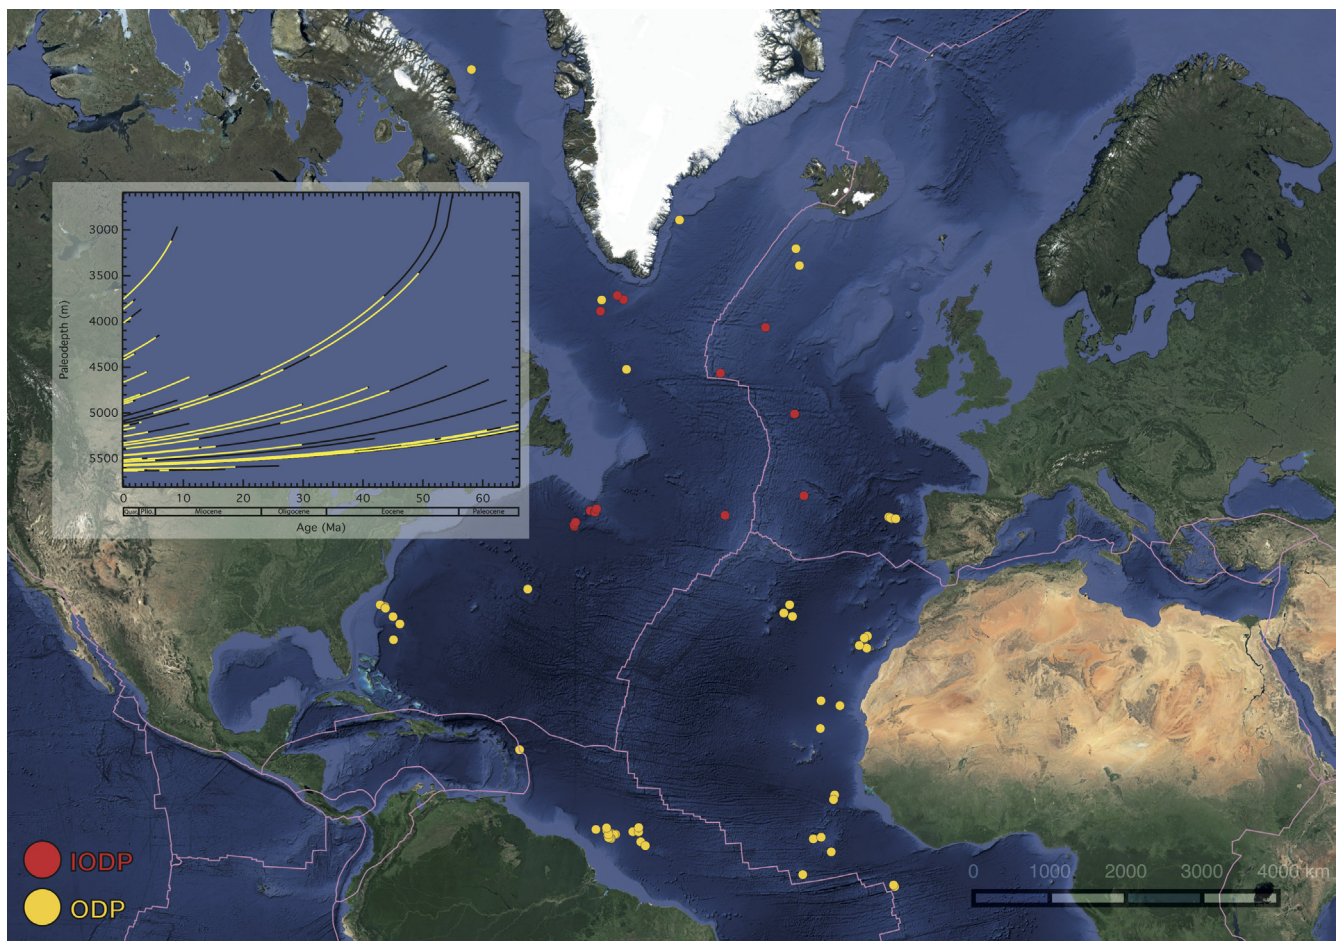 3000
3500
4000
4500
5000
5500
Paleodepth (m)
0 10 20 30 40 50 60
Quat. Plio. Miocene Oligocene Eocene Paleocene
Age (Ma)
IODP
ODP
0 1000 2000 3000 4000 km